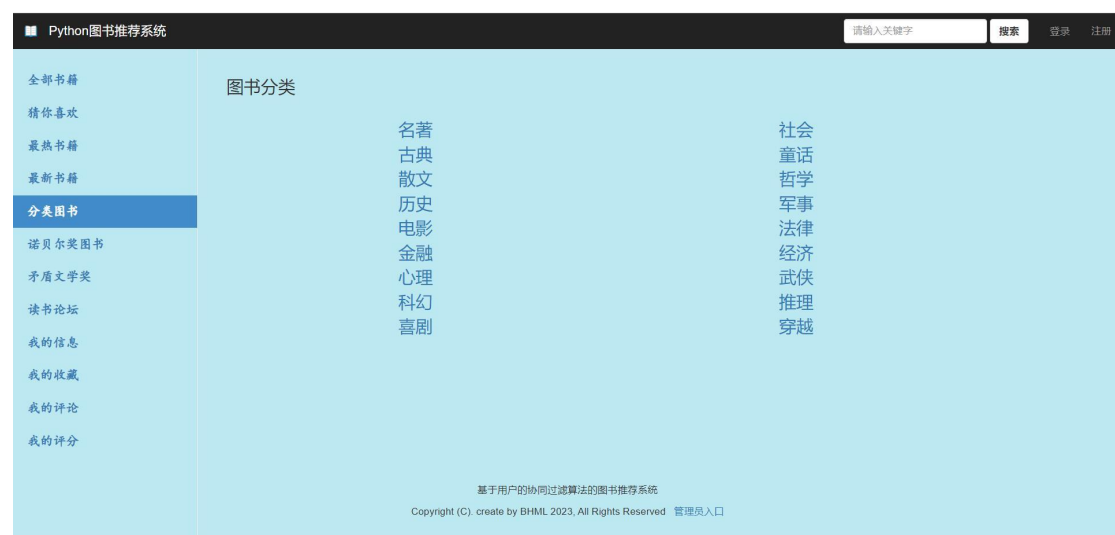 Python图书推荐系统
请输入关键字 搜索 登录 注册
全部书籍
猜你喜欢
最热书籍
最新书籍
分类图书
诺贝尔奖图书
矛盾文学奖
读书论坛
我的信息
我的收藏
我的评论
我的评分
图书分类
名著 社会
古典 童话
散文 哲学
历史 军事
电影 法律
金融 经济
心理 武侠
科幻 推理
喜剧 穿越
基于用户的协同过滤算法的图书推荐系统
Copyright (C). create by BHML 2023, All Rights Reserved 管理员入口